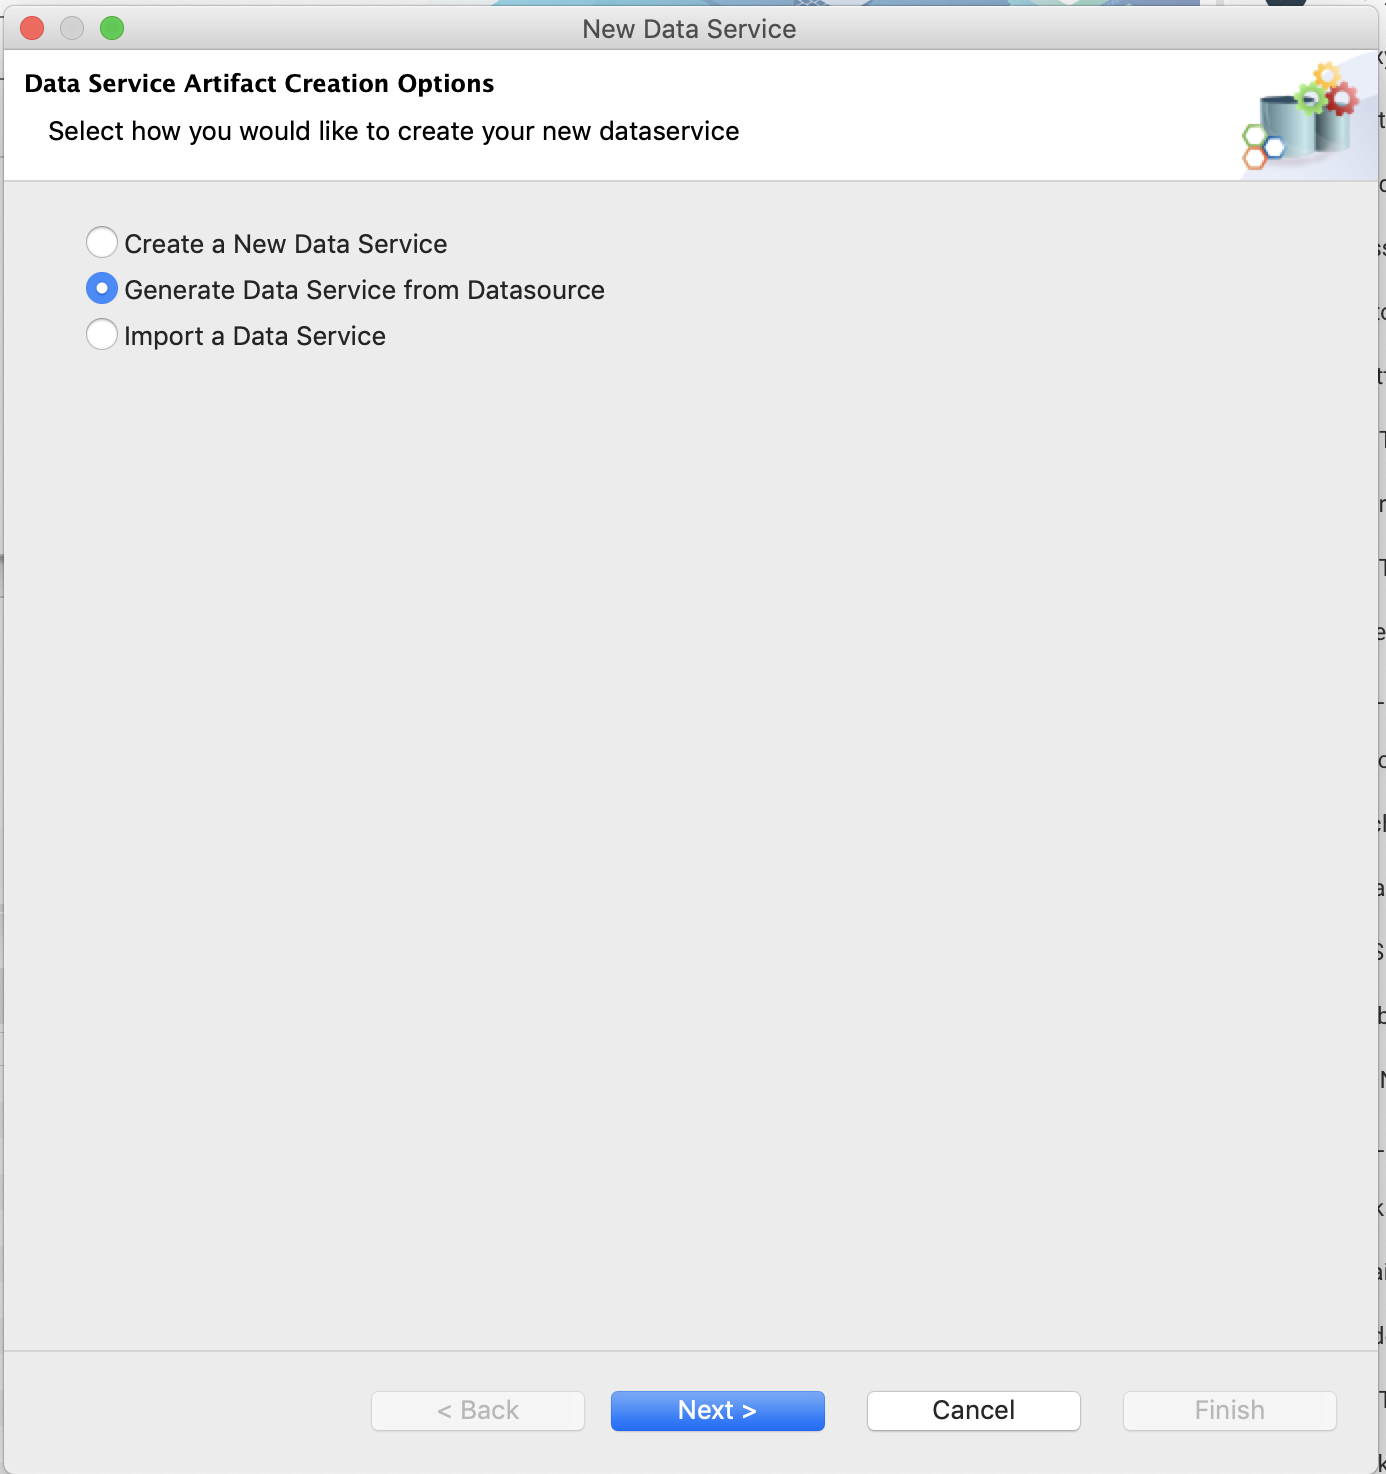 New Data Service
Data Service Artifact Creation Options
Select how you would like to create your new dataservice
Create a New Data Service
Generate Data Service from Datasource
Import a Data Service
< Back
Next >
Cancel
Finish